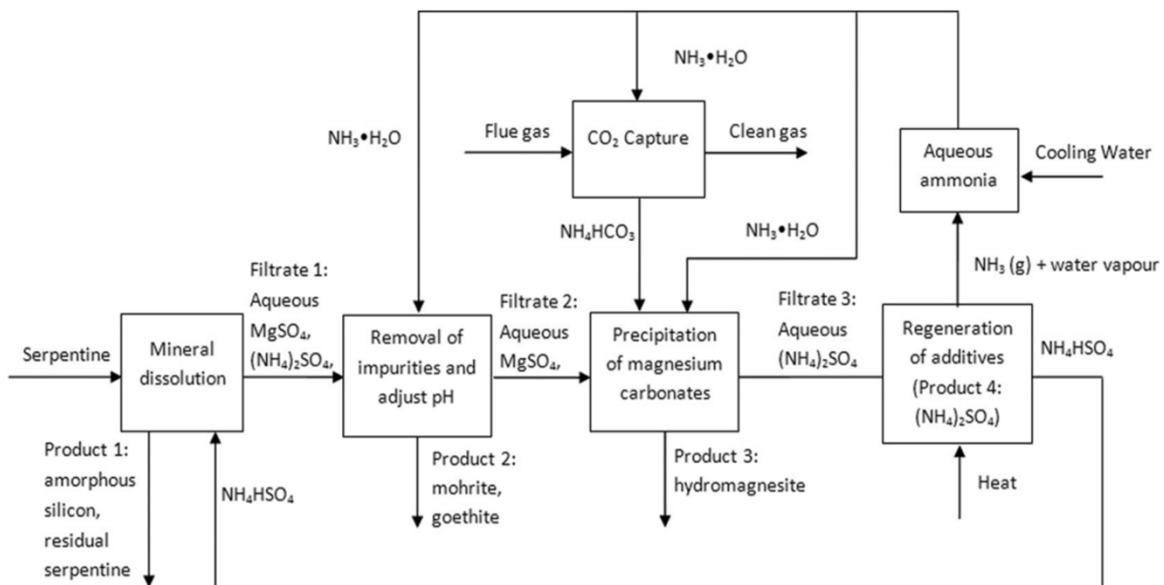 NH₃•H₂O
NH₃•H₂O
Flue gas
CO₂ Capture
Clean gas
Aqueous
ammonia
Cooling Water
NH₄HCO₃
NH₃•H₂O
NH₃ (g) + water vapour
Filtrate 1:
Aqueous
MgSO₄,
(NH₄)₂SO₄,
Filtrate 2:
Aqueous
MgSO₄,
Filtrate 3:
Aqueous
(NH₄)₂SO₄
Serpentine
Mineral
dissolution
Removal of
impurities and
adjust pH
Precipitation
of magnesium
carbonates
Regeneration
of additives
(Product 4:
(NH₄)₂SO₄)
NH₄HSO₄
Product 1:
amorphous
silicon,
residual
serpentine
NH₄HSO₄
Product 2:
mohrite,
goethite
Product 3:
hydromagnesite
Heat